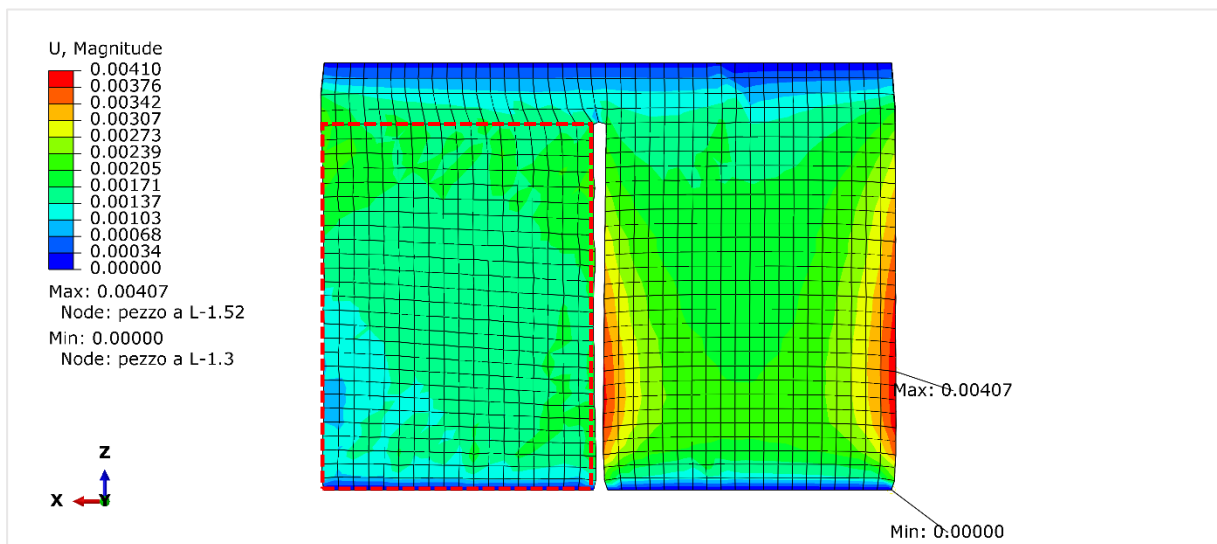 U, Magnitude
0.00410
0.00376
0.00342
0.00307
0.00273
0.00239
0.00205
0.00171
0.00137
0.00103
0.00068
0.00034
0.00000
Max: 0.00407
Node: pezzo a L-1.52
Min: 0.00000
Node: pezzo a L-1.3
Max: 0.00407
Z
X
Y
Min: 0.00000